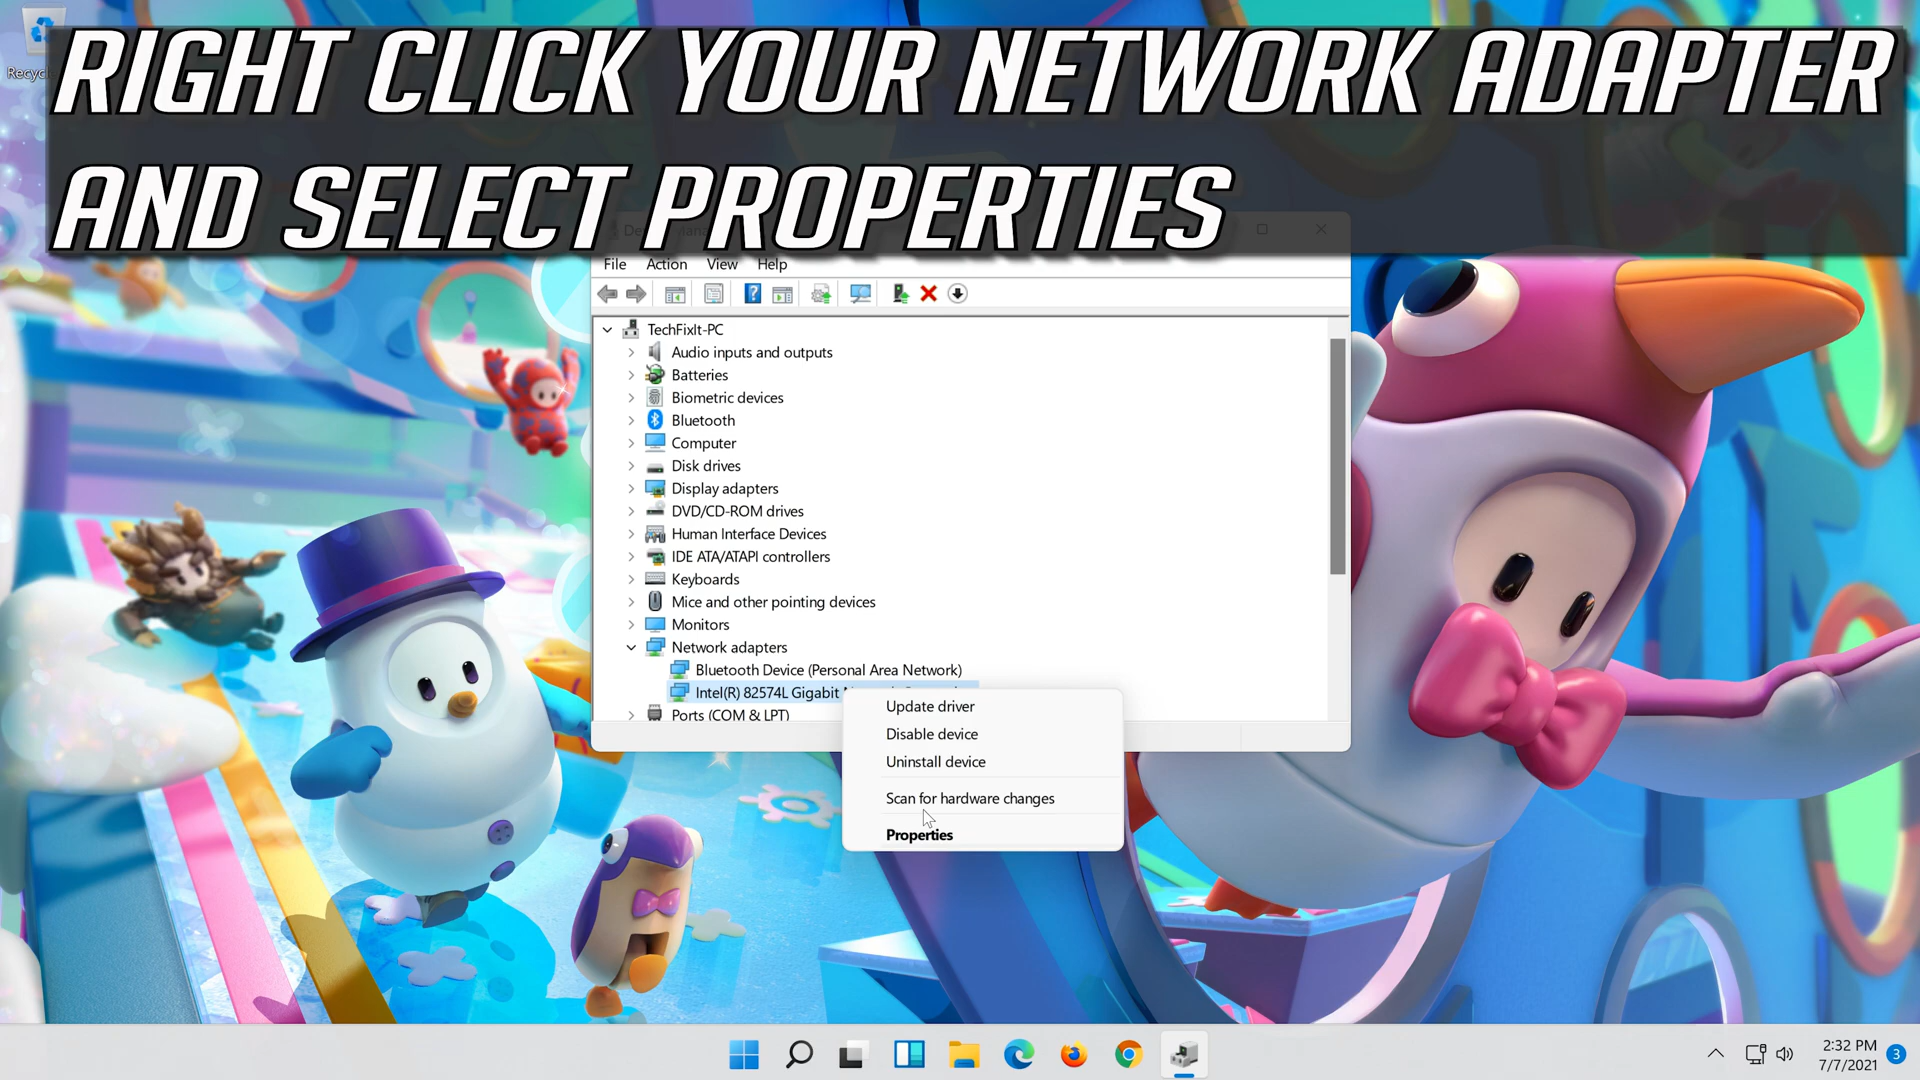 RIGHT CLICK YOUR NETWORK ADAPTER
AND SELECT PROPERTIES
File Action View Help
TechFixIt-PC
Audio inputs and outputs
Batteries
Biometric devices
Bluetooth
Computer
Disk drives
Display adapters
DVD/CD-ROM drives
Human Interface Devices
IDE ATA/ATAPI controllers
Keyboards
Mice and other pointing devices
Monitors
Network adapters
Bluetooth Device (Personal Area Network)
Intel(R) 82574L Gigabit
Ports (COM & LPT)
Update driver
Disable device
Uninstall device
Scan for hardware changes
Properties
2:32 PM
7/7/2021
3